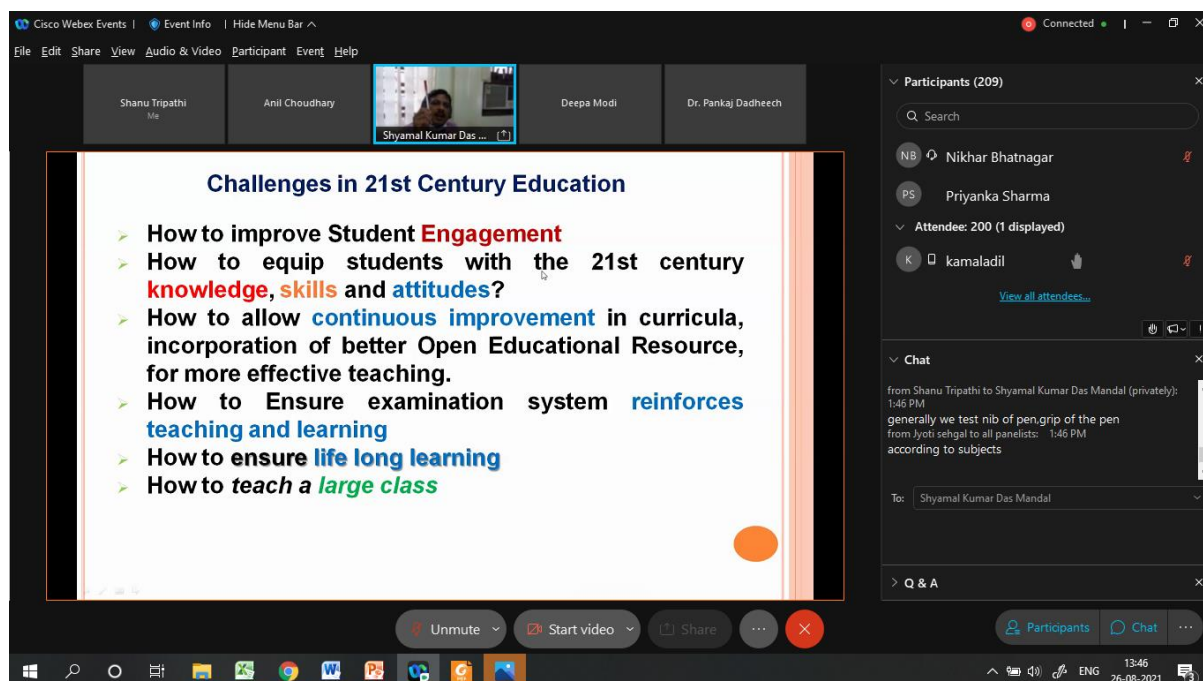 Cisco Webex Events | Event Info | Hide Menu Bar
Connected
File Edit Share View Audio & Video Participant Event Help
Shanu Tripathi
Me
Anil Choudhary
Shyamal Kumar Das ...
Deepa Modi
Dr. Pankaj Dadheech
Challenges in 21st Century Education
How to improve Student Engagement
How to equip students with the 21st century
knowledge, skills and attitudes?
How to allow continuous improvement in curricula,
incorporation of better Open Educational Resource,
for more effective teaching.
How to Ensure examination system reinforces
teaching and learning
How to ensure life long learning
How to teach a large class
Participants (209)
Search
NB Nikhar Bhatnagar
PS Priyanka Sharma
Attendee: 200 (1 displayed)
K kamaladil
View all attendees...
Chat
from Shanu Tripathi to Shyamal Kumar Das Mandal (privately):
1:46 PM
generally we test nib of pen,grip of the pen
from Jyoti sehgal to all panelists: 1:46 PM
according to subjects
To: Shyamal Kumar Das Mandal
Q & A
Unmute Start video Share ...
Participants Chat ...
ENG
13:46
26-08-2021